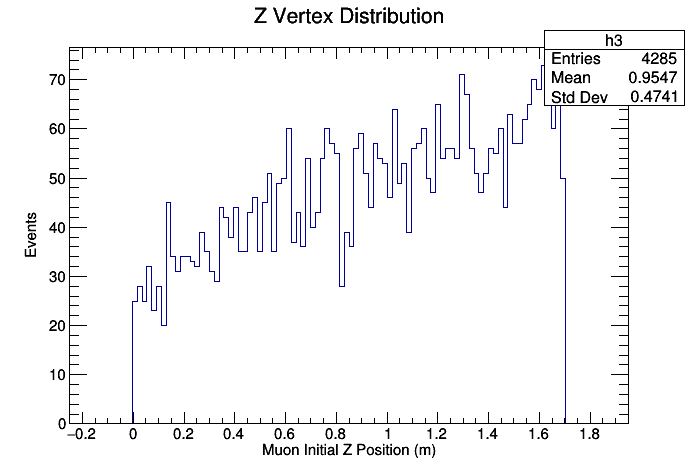 Z Vertex Distribution
h3
Entries 4285
Mean 0.9547
Std Dev 0.4741
Events
70
60
50
40
30
20
10
0
−0.2 0 0.2 0.4 0.6 0.8 1 1.2 1.4 1.6 1.8
Muon Initial Z Position (m)